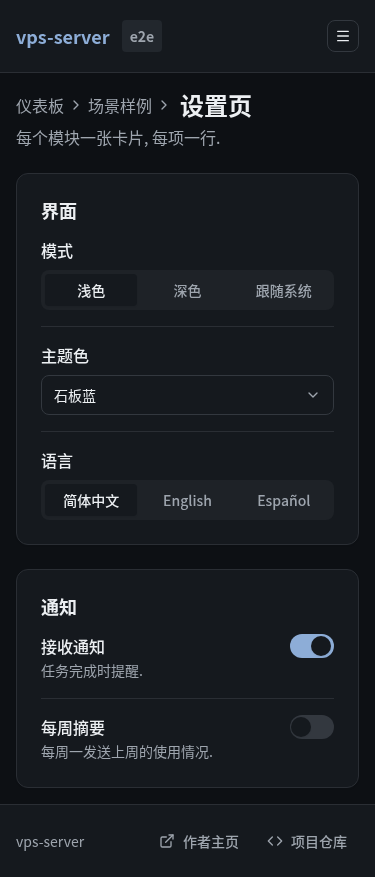 vps-server e2e
仪表板 场景样例 设置页
每个模块一张卡片, 每项一行.
界面
模式
浅色 深色 跟随系统
主题色
石板蓝
语言
简体中文 English Español
通知
接收通知
任务完成时提醒.
每周摘要
每周一发送上周的使用情况.
vps-server 作者主页 项目仓库